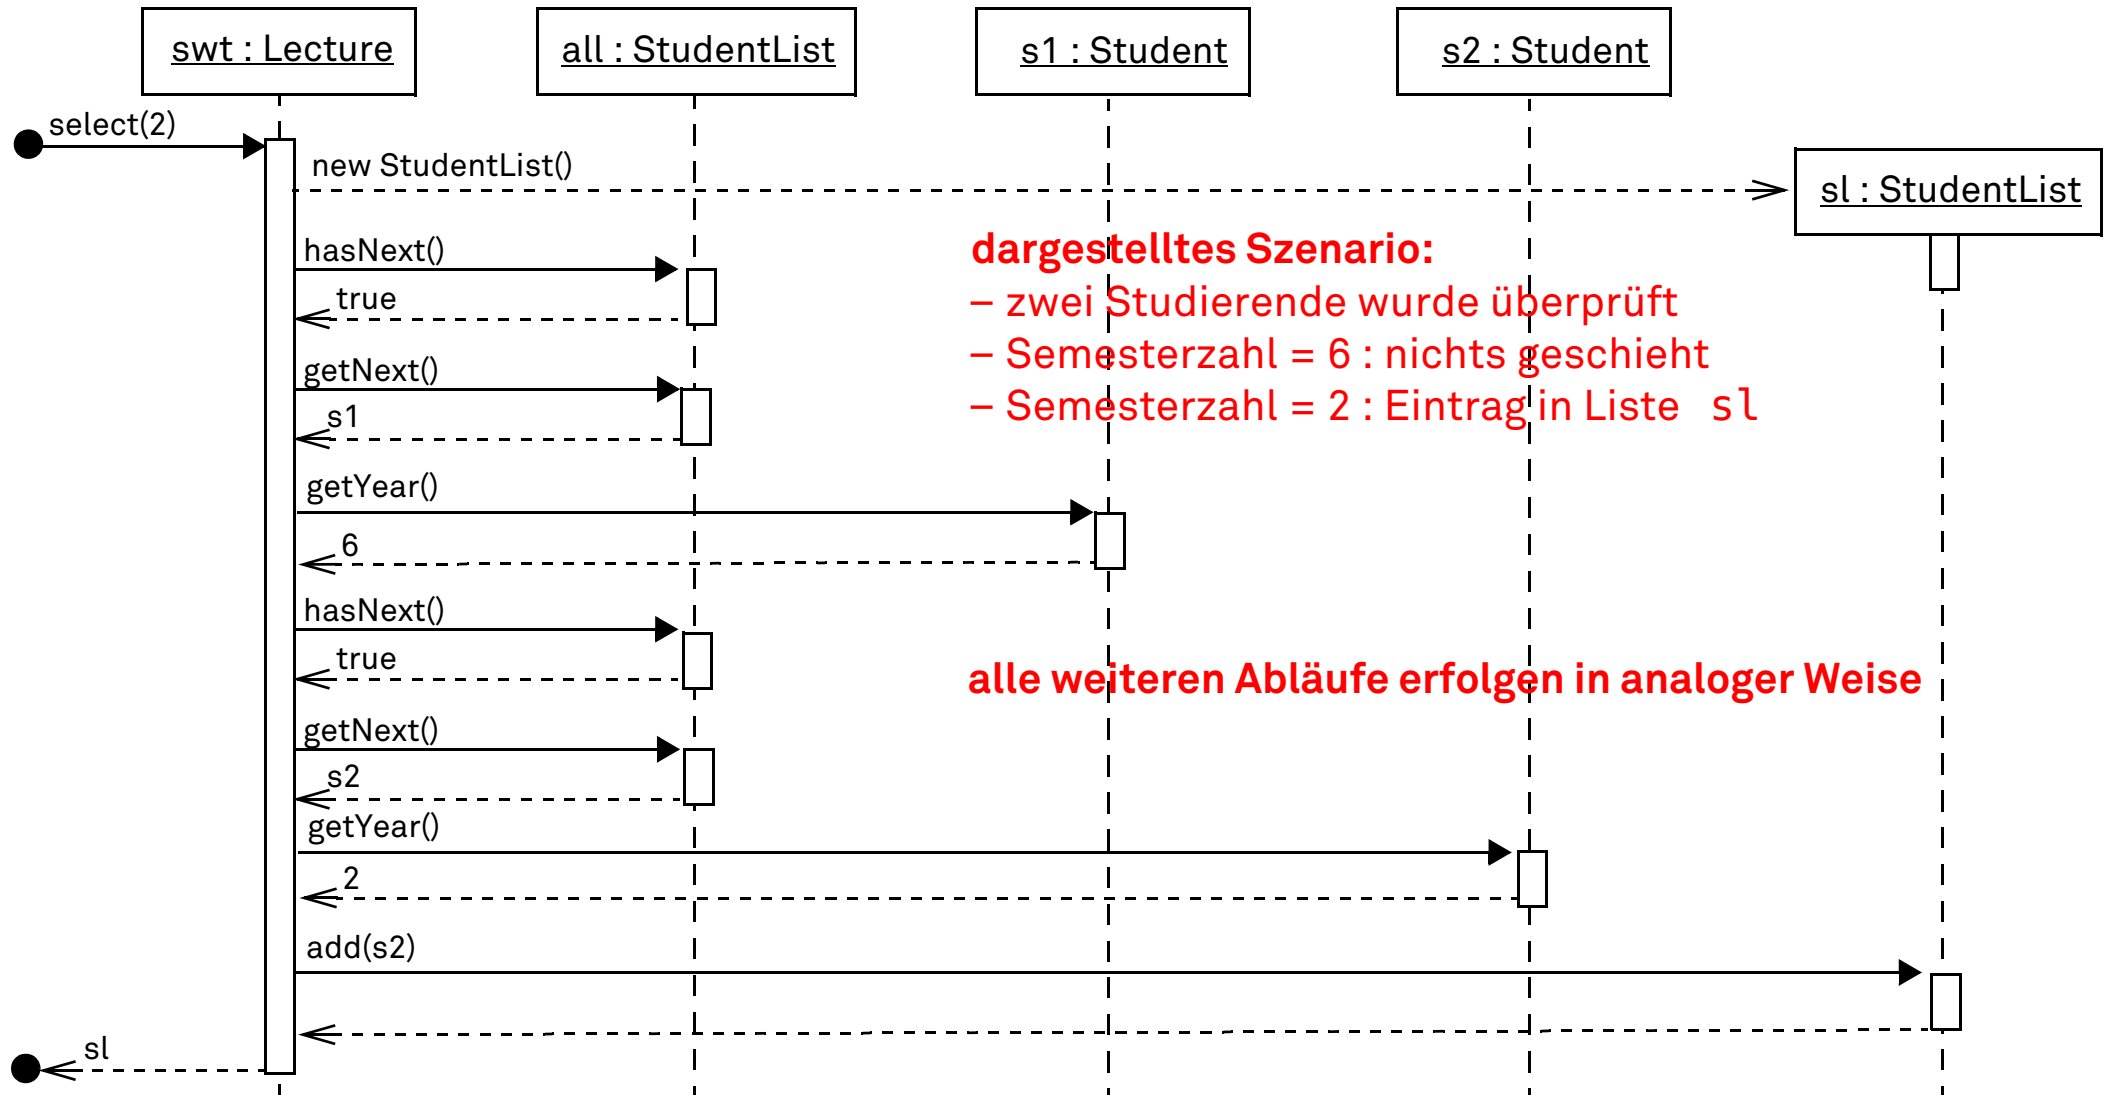 swt : Lecture
all : StudentList
s1 : Student
s2 : Student
select(2)
new StudentList()
sl : StudentList
hasNext()
true
dargestelltes Szenario:
– zwei Studierende wurde überprüft
– Semesterzahl = 6 : nichts geschieht
– Semesterzahl = 2 : Eintrag in Liste sl
getNext()
s1
getYear()
6
hasNext()
true
alle weiteren Abläufe erfolgen in analoger Weise
getNext()
s2
getYear()
2
add(s2)
sl